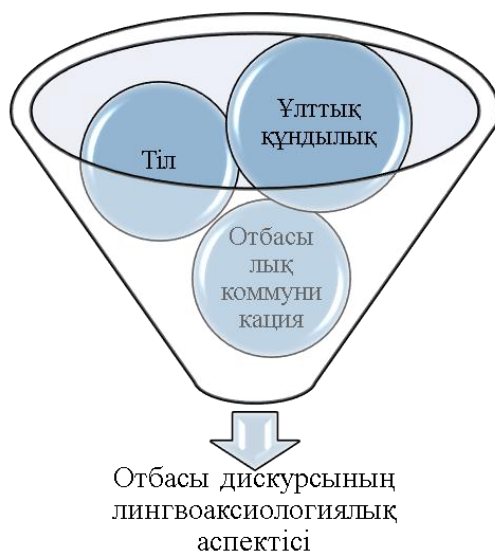 Ұлттық
құндылық
Тіл
Отбасы
лық
коммуни
кация
Отбасы дискурсының
лингвоаксиологиялық
аспектісі